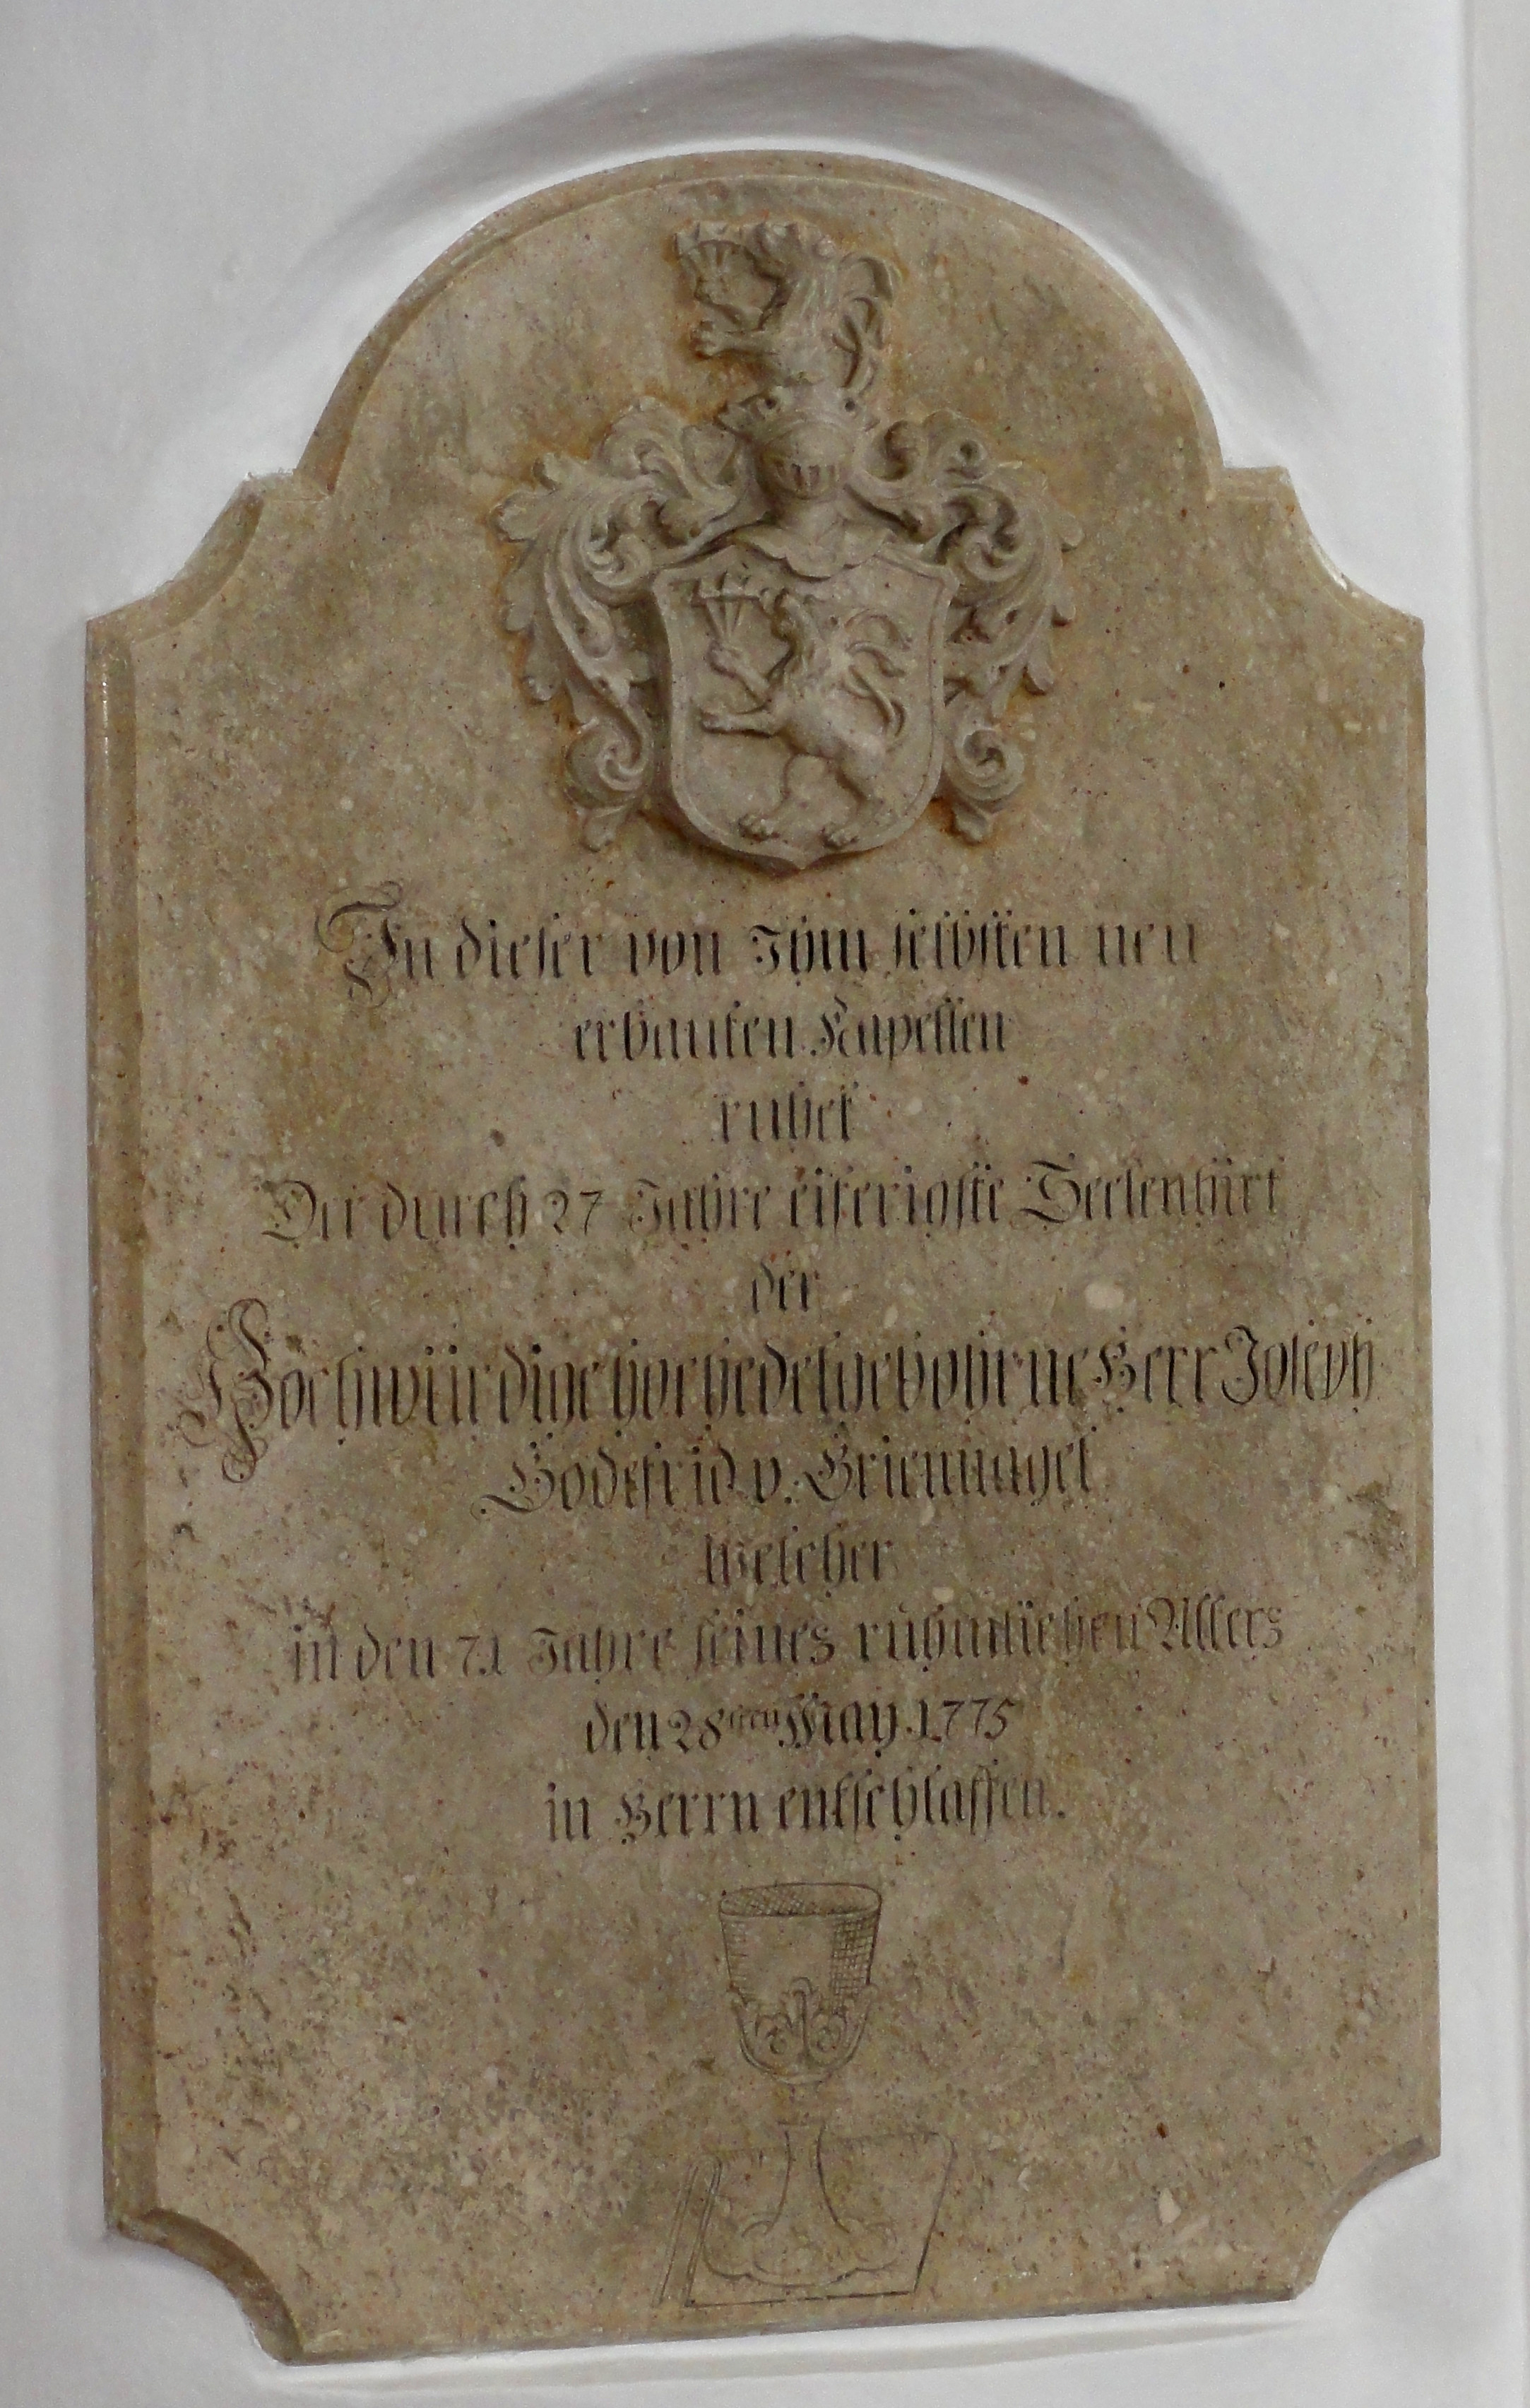 In dieser von Ihm selbsten neu
erbauten Kapellen
ruhet
Der durch 27 Jahre eiferigste Seelenhirt
der
Hochwürdige hochedelgebohrne Herr Joseph
Godefrid v. Grienwaget
welcher
in den 71 Jahre seines rühmlichen Alters
den 28ten May 1775
in Herrn entschlaffen.